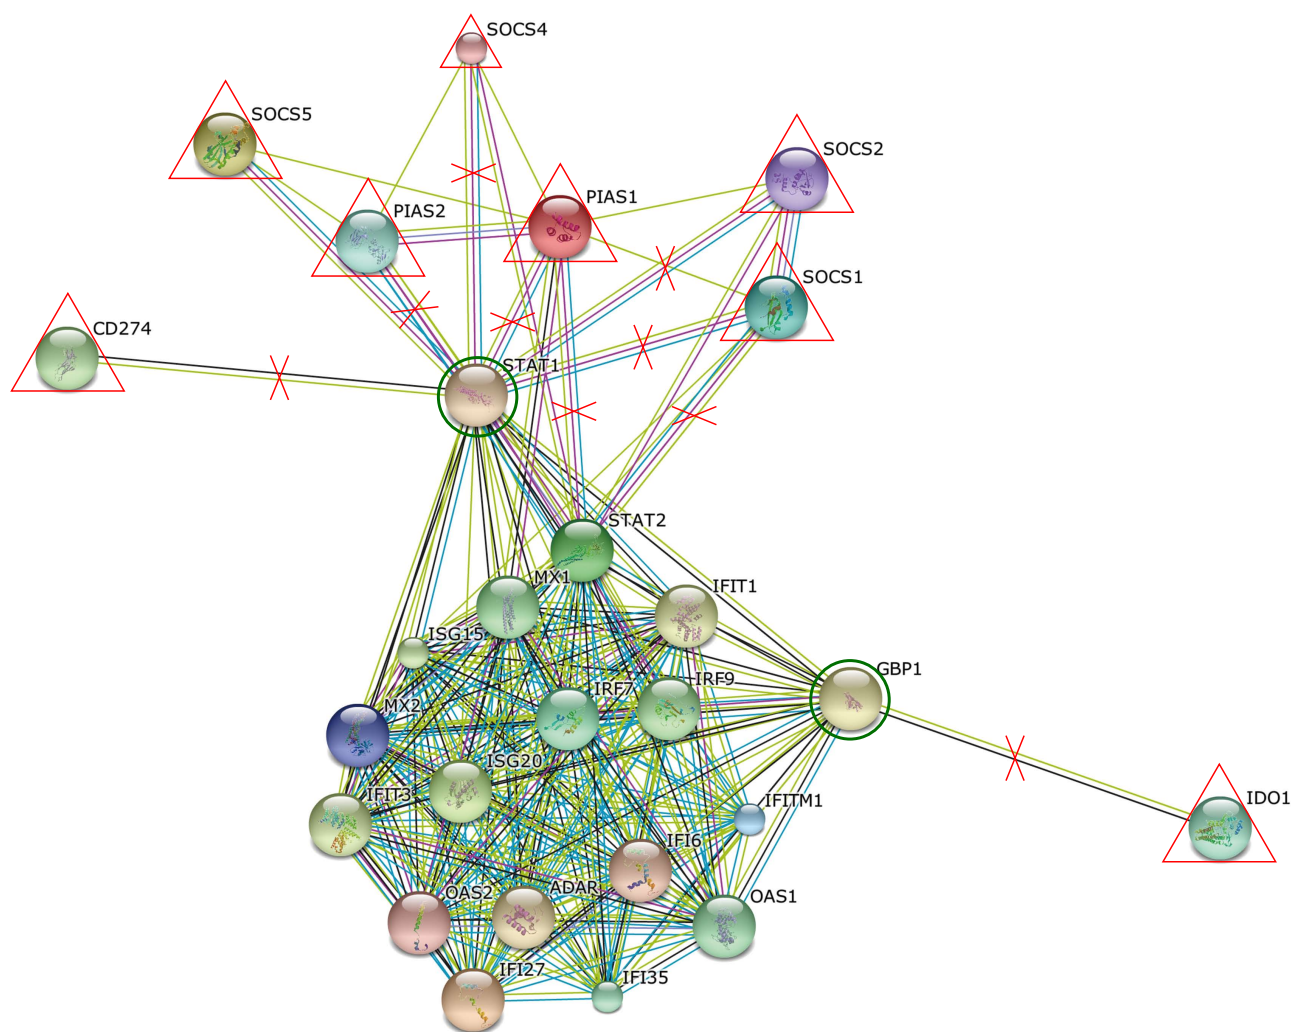 SOCS4
SOCS5
SOCS2
PIAS1
PIAS2
SOCS1
CD274
STAT1
STAT2
MX1
IFIT1
ISG15
GBP1
IRF9
IRF7
MX2
ISG20
IFIT3
IDO1
IFITM1
IFI6
OAS2
ADAR
OAS1
IFI27
IFI35